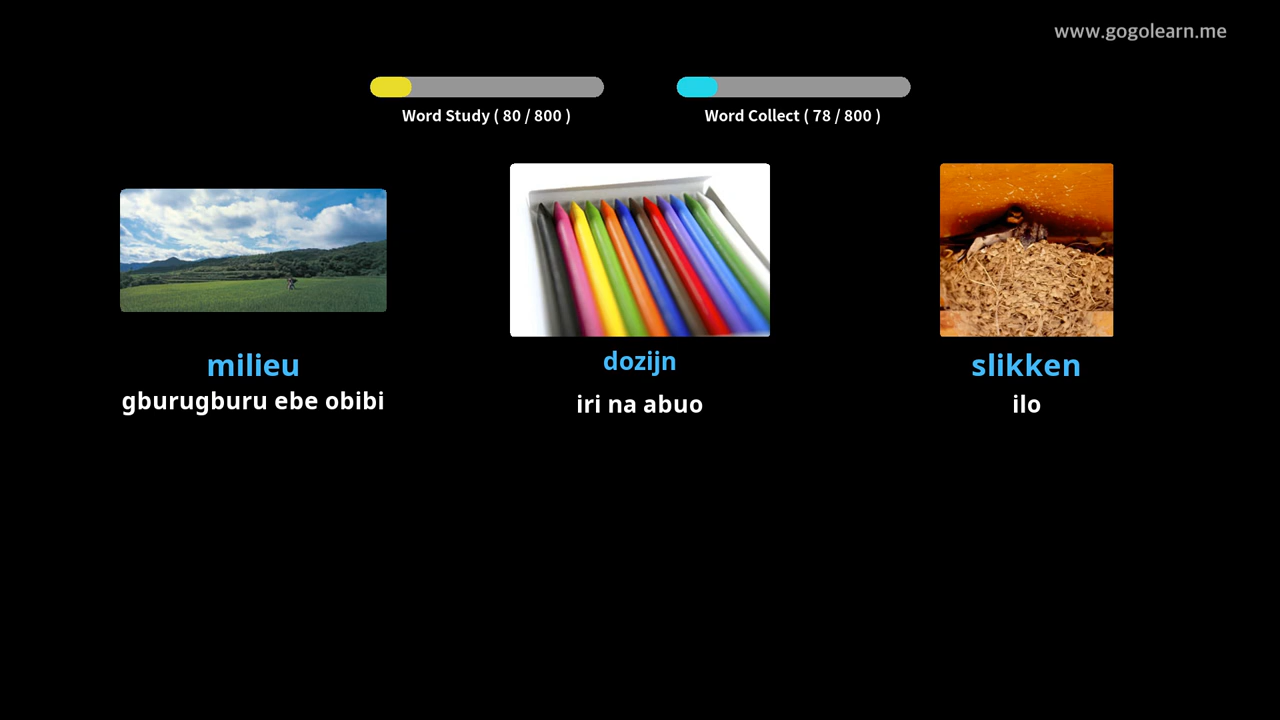 www.gogolearn.me
Word Study ( 80 / 800 )
Word Collect ( 78 / 800 )
milieu
gburugburu ebe obibi
dozijn
iri na abuo
slikken
ilo